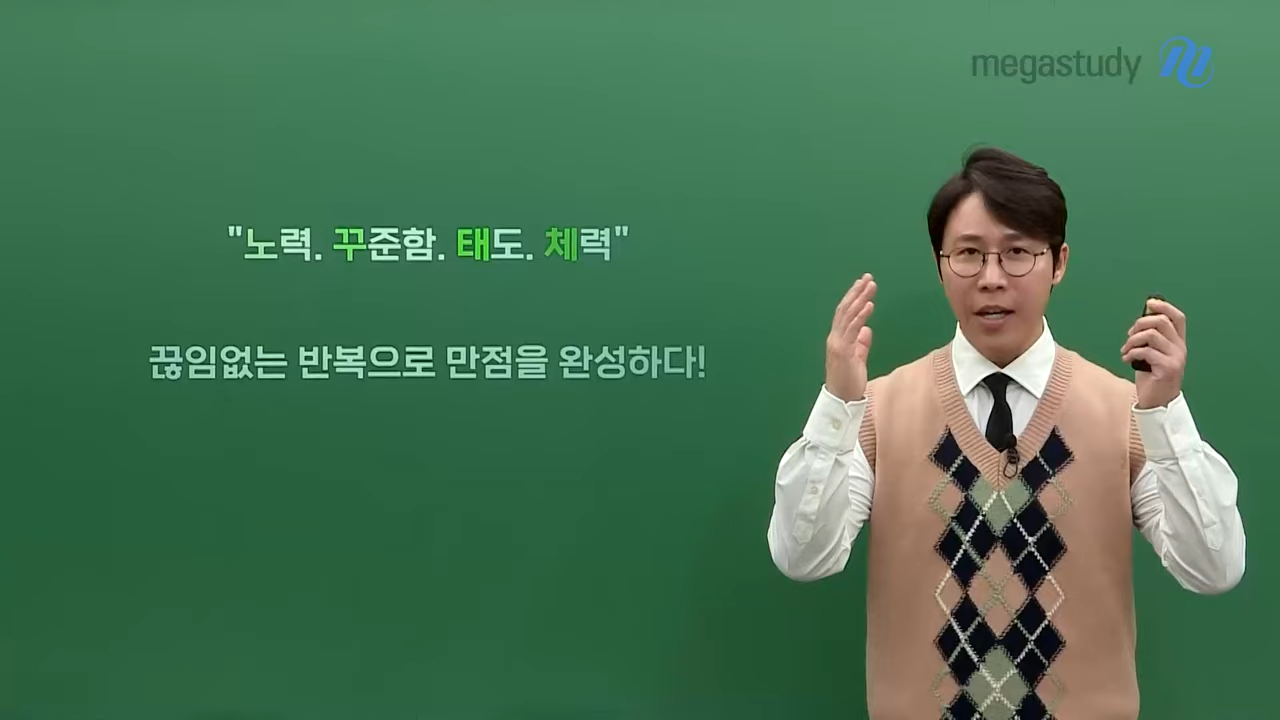 megastudy
"노력. 꾸준함. 태도. 체력"
끊임없는 반복으로 만점을 완성하다!